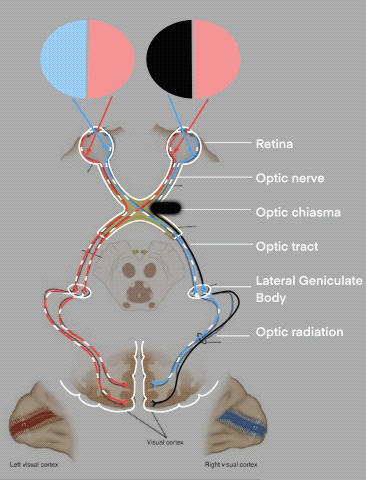 Retina
Optic nerve
Optic chiasma
Optic tract
Lateral Geniculate
Body
Optic radiation
Visual cortex
Left visual cortex
Right visual cortex